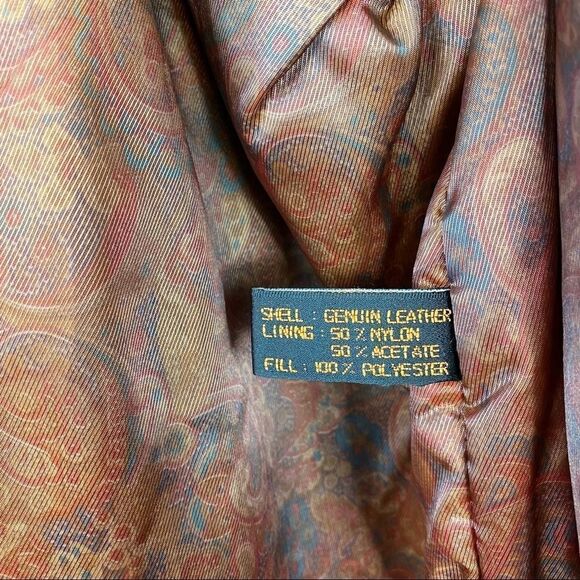 SHELL : GENUIN LEATHER
LINING : 50 % NYLON
50 % ACETATE
FILL : 100 % POLYESTER